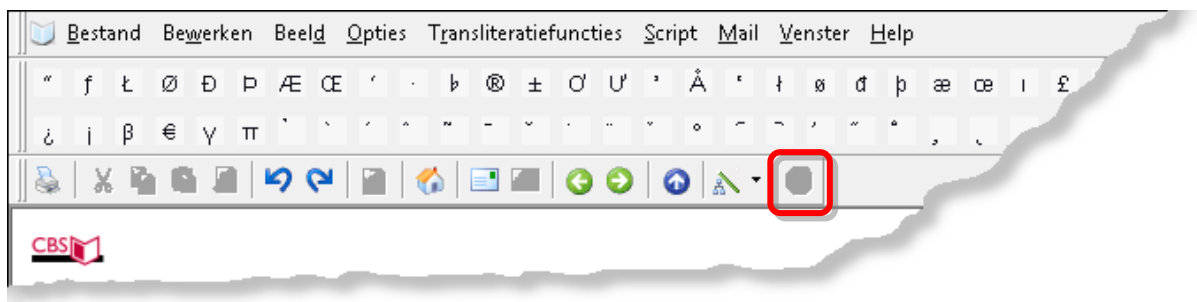 Bestand Bewerken Beeld Opties Transliteratiefuncties Script Mail Venster Help
“ ƒ Ł Ø Đ Þ Æ Œ ʹ · ♭ ® ± Ơ Ư ʼ Å ʻ ł ø đ þ æ œ ı £
¿ ¡ β € γ π
CBS